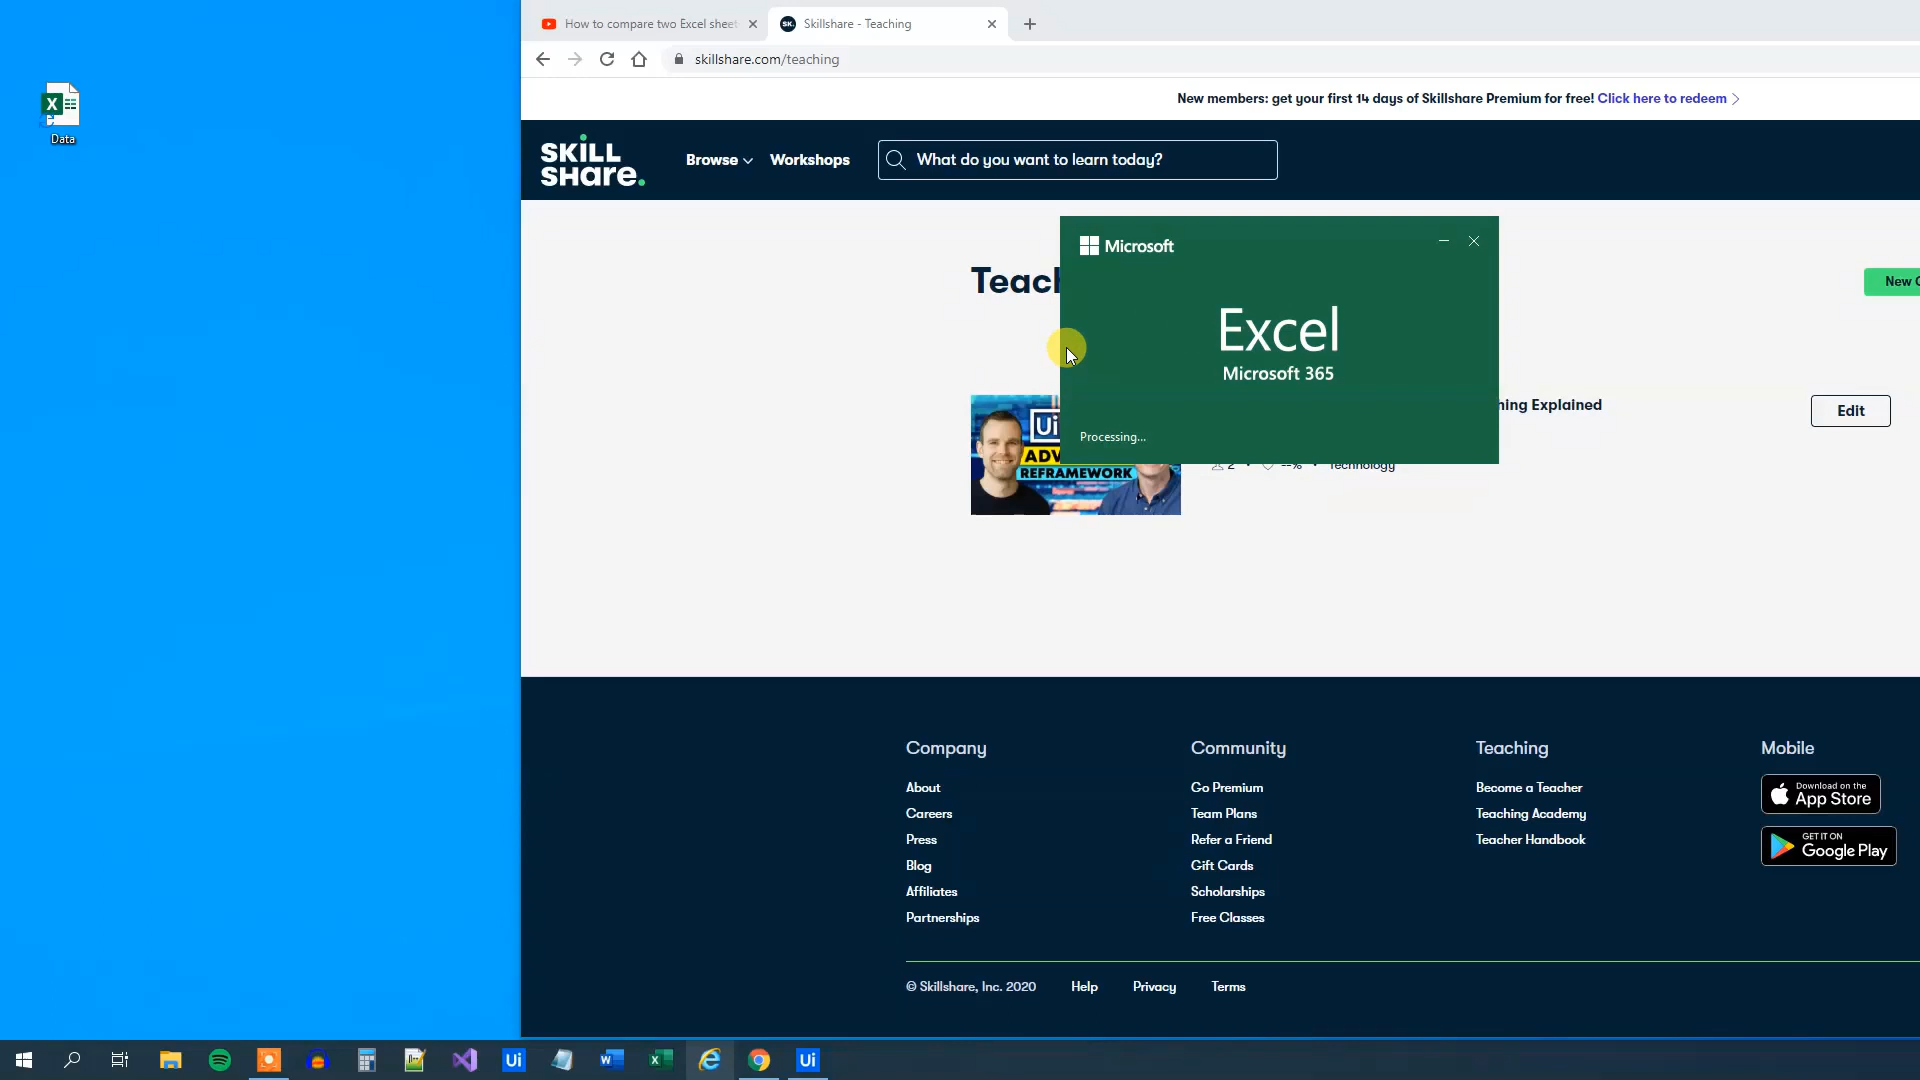 How to compare two Excel sheet
Skillshare - Teaching
skillshare.com/teaching
Data
New members: get your first 14 days of Skillshare Premium for free! Click here to redeem
SKILL
SHARE.
Browse
Workshops
What do you want to learn today?
Microsoft
Excel
Microsoft 365
Processing...
Teach
New
hing Explained
Edit
Ui
ADV
REFRAMEWORK
2 • --% • Technology
Company
Community
Teaching
Mobile
About
Go Premium
Become a Teacher
Download on the
App Store
Careers
Team Plans
Teaching Academy
Press
Refer a Friend
Teacher Handbook
GET IT ON
Google Play
Blog
Gift Cards
Affiliates
Scholarships
Partnerships
Free Classes
© Skillshare, Inc. 2020
Help
Privacy
Terms